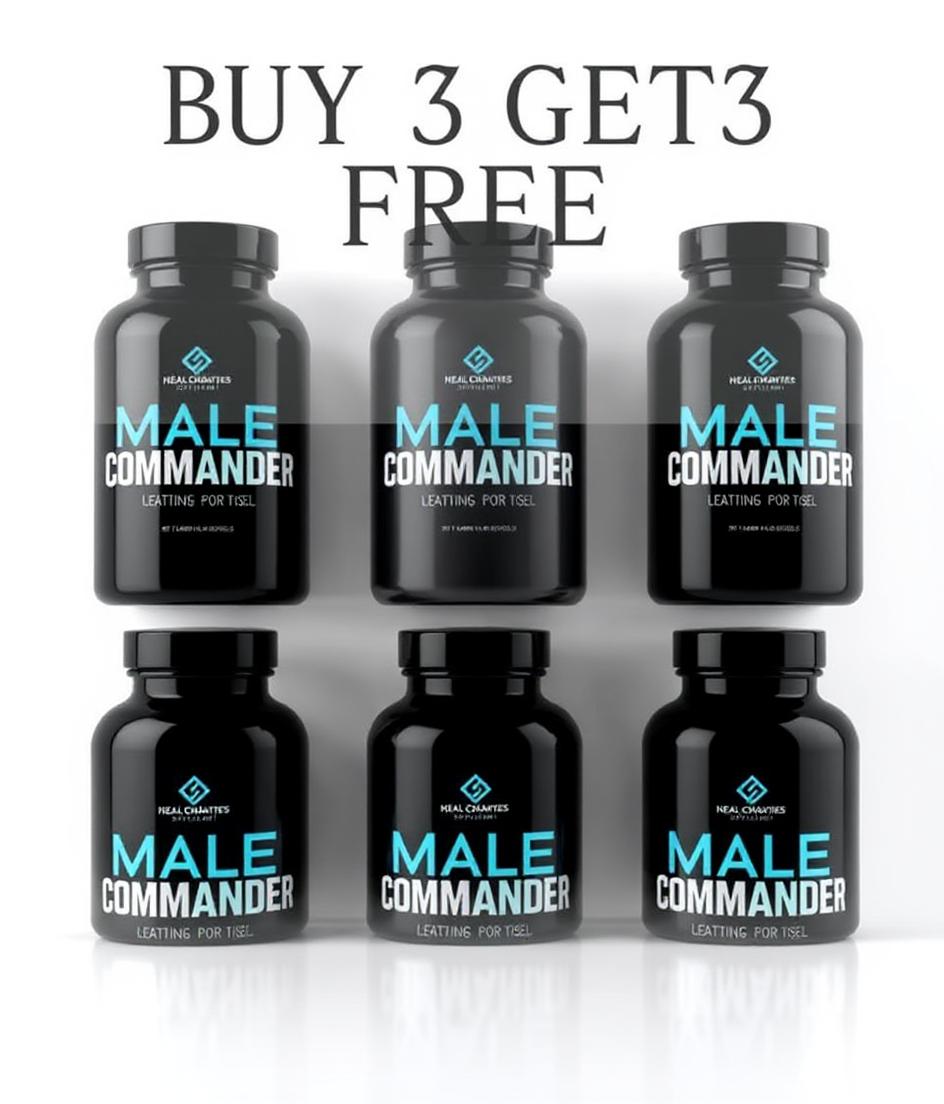 BUY 3 GET3
FREE
MALE
COMMANDER
LEATTING POR TISEL
MALE
COMMANDER
LEATTING POR TISEL
MALE
COMMANDER
LEATTING POR TISEL
MALE
COMMANDER
LEATTING POR TISEL
MALE
COMMANDER
LEATTING POR TISEL
MALE
COMMANDER
LEATTING POR TISEL